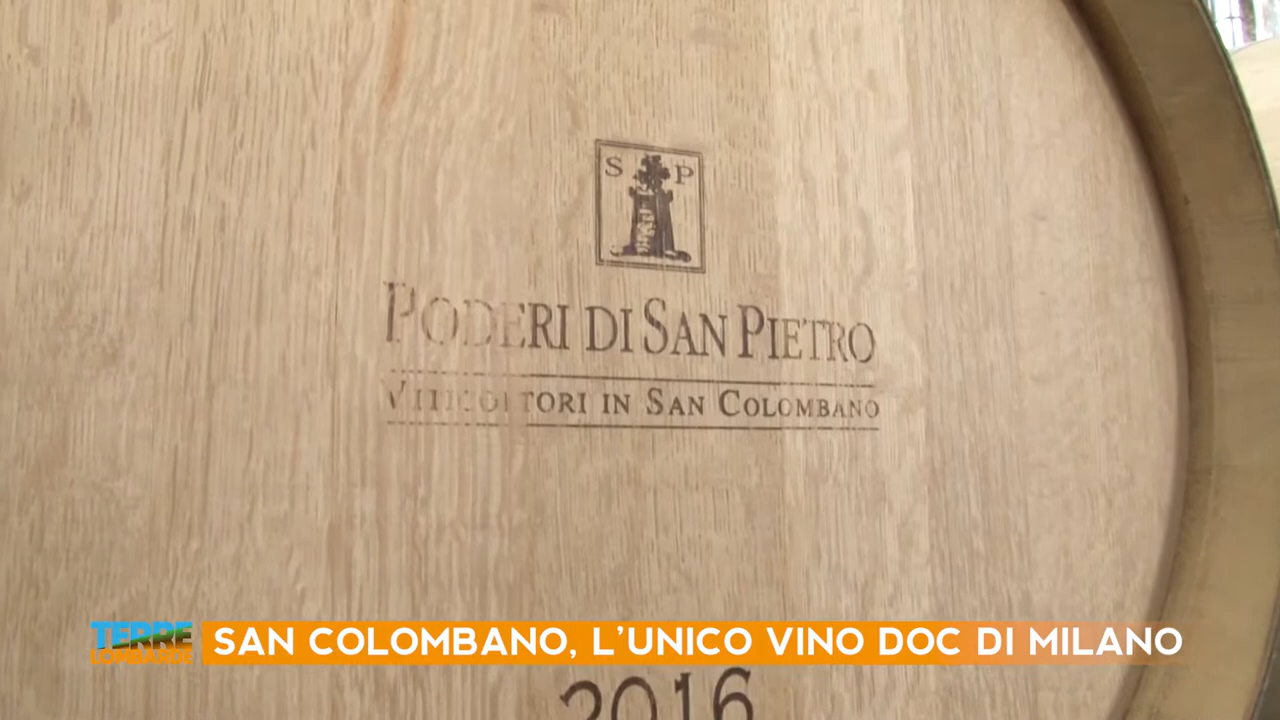 S P
PODERI DI SAN PIETRO
VITICOLTORI IN SAN COLOMBANO
TERRE
LOMBARDE
SAN COLOMBANO, L'UNICO VINO DOC DI MILANO
2016